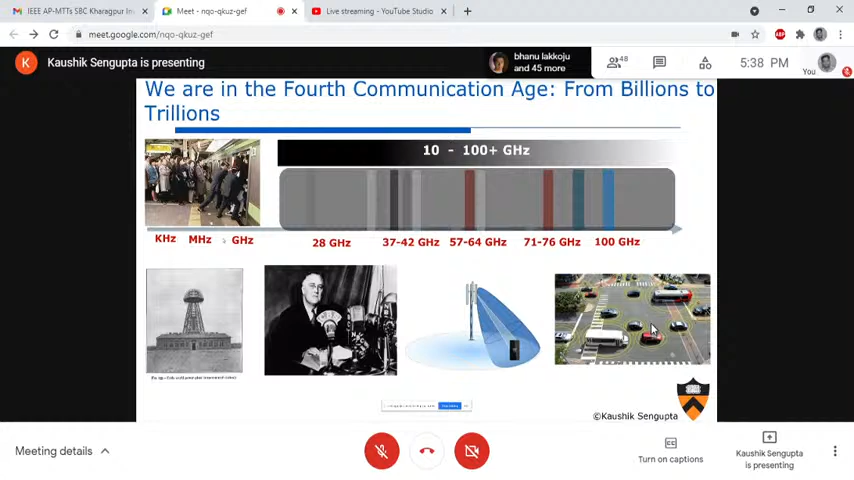 IEEE AP-MTTs SBC Kharagpur In
Meet - nqo-qkuz-gef
Live streaming - YouTube Studio
meet.google.com/nqo-qkuz-gef
ABP
K
Kaushik Sengupta is presenting
bhanu lakkoju
and 45 more
48
5:38 PM
You
We are in the Fourth Communication Age: From Billions to
Trillions
10 - 100+ GHz
KHz MHz GHz
28 GHz
37-42 GHz
57-64 GHz
71-76 GHz
100 GHz
©Kaushik Sengupta
Meeting details
Turn on captions
Kaushik Sengupta
is presenting